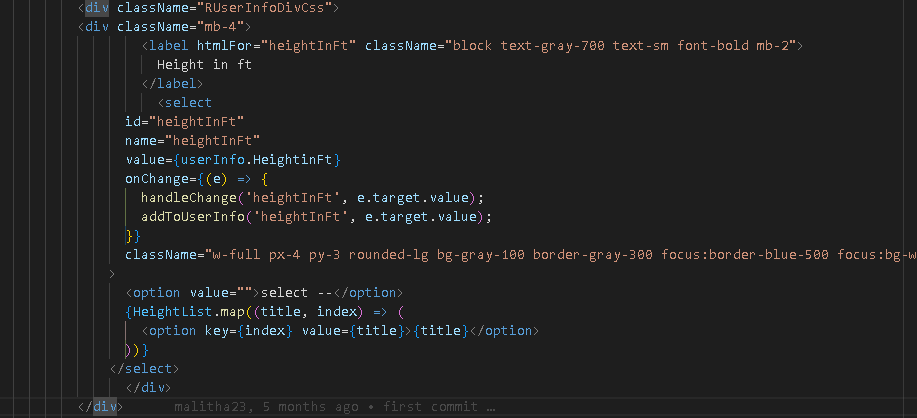 <div className="RUserInfoDivCss">
<div className="mb-4">
<label htmlFor="heightInFt" className="block text-gray-700 text-sm font-bold mb-2">
Height in ft
</label>
<select
id="heightInFt"
name="heightInFt"
value={userInfo.HeightinFt}
onChange={(e) => {
handleChange('heightInFt', e.target.value);
addToUserInfo('heightInFt', e.target.value);
}}
className="w-full px-4 py-3 rounded-lg bg-gray-100 border-gray-300 focus:border-blue-500 focus:bg-w
>
<option value="">select --</option>
{HeightList.map((title, index) => (
<option key={index} value={title}>{title}</option>
))}
</select>
</div>
</div> malitha23, 5 months ago • first commit …